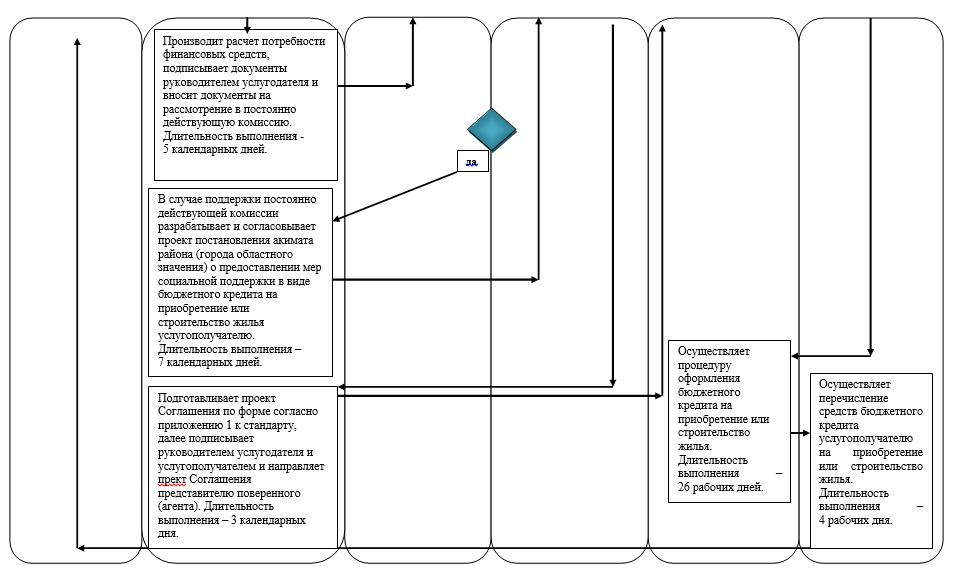 Производит расчет потребности
финансовых средств,
подписывает документы
руководителем услугодателя и
вносит документы на
рассмотрение в постоянно
действующую комиссию.
Длительность выполнения -
5 календарных дней.
да
В случае поддержки постоянно
действующей комиссии
разрабатывает и согласовывает
проект постановления акимата
района (города областного
значения) о предоставлении мер
социальной поддержки в виде
бюджетного кредита на
приобретение или
строительство жилья
услугополучателю.
Длительность выполнения –
7 календарных дней.
Подготавливает проект
Соглашения по форме согласно
приложению 1 к стандарту,
далее подписывает
руководителем услугодателя и
услугополучателем и направляет
прект Соглашения
представителю поверенного
(агента). Длительность
выполнения – 3 календарных
дня.
Осуществляет
процедуру
оформления
бюджетного
кредита на
приобретение или
строительство
жилья.
Длительность
выполнения –
26 рабочих дней.
Осуществляет
перечисление
средств бюджетного
кредита
услугополучателю
на приобретение
или строительство
жилья.
Длительность
выполнения –
4 рабочих дня.